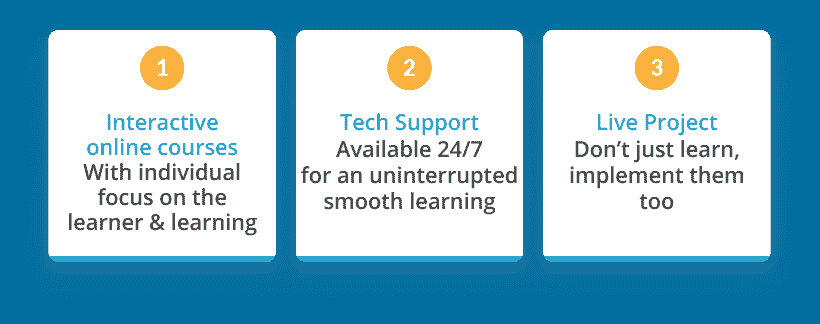 1
Interactive
online courses
With individual
focus on the
learner & learning
2
Tech Support
Available 24/7
for an uninterrupted
smooth learning
3
Live Project
Don’t just learn,
implement them
too